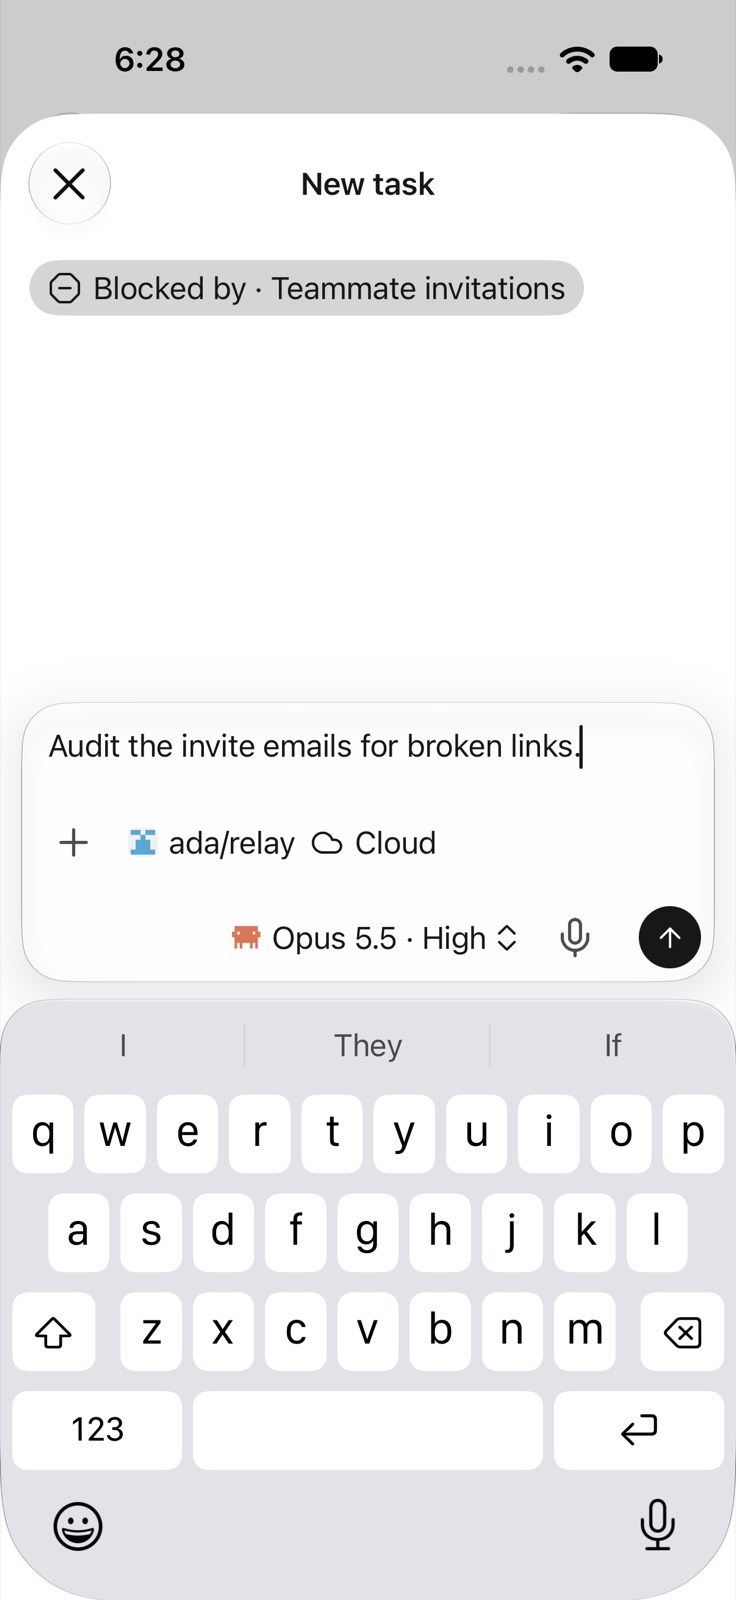 6:28
New task
Blocked by · Teammate invitations
Audit the invite emails for broken links.
ada/relay Cloud
Opus 5.5 · High
I They If
q w e r t y u i o p
a s d f g h j k l
z x c v b n m
123